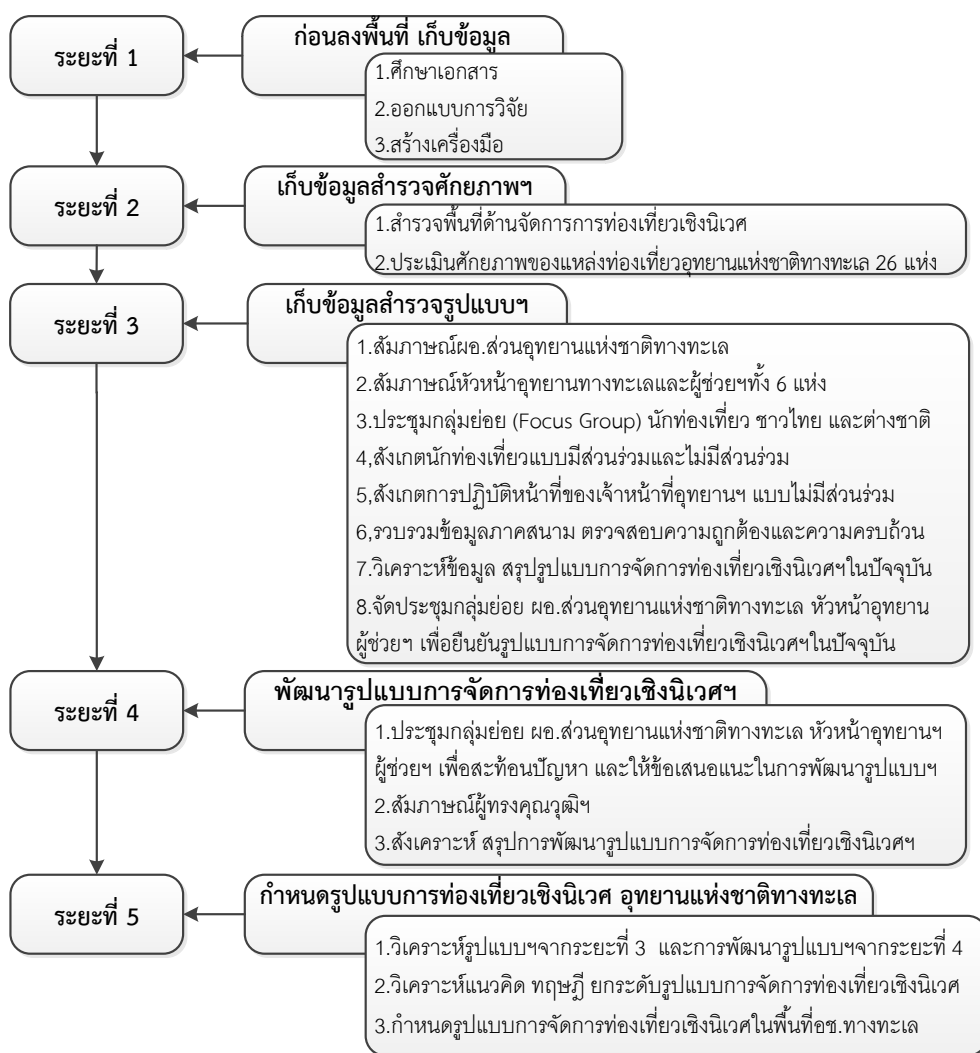 ระยะที่ 1
ก่อนลงพื้นที่ เก็บข้อมูล
1.ศึกษาเอกสาร
2.ออกแบบการวิจัย
3.สร้างเครื่องมือ
ระยะที่ 2
เก็บข้อมูลสำรวจศักยภาพฯ
1.สำรวจพื้นที่ด้านจัดการการท่องเที่ยวเชิงนิเวศ
2.ประเมินศักยภาพของแหล่งท่องเที่ยวอุทยานแห่งชาติทางทะเล 26 แห่ง
ระยะที่ 3
เก็บข้อมูลสำรวจรูปแบบฯ
1.สัมภาษณ์ผอ.ส่วนอุทยานแห่งชาติทางทะเล
2.สัมภาษณ์หัวหน้าอุทยานทางทะเลและผู้ช่วยฯทั้ง 6 แห่ง
3.ประชุมกลุ่มย่อย (Focus Group) นักท่องเที่ยว ชาวไทย และต่างชาติ
4,สังเกตนักท่องเที่ยวแบบมีส่วนร่วมและไม่มีส่วนร่วม
5,สังเกตการปฏิบัติหน้าที่ของเจ้าหน้าที่อุทยานฯ แบบไม่มีส่วนร่วม
6,รวบรวมข้อมูลภาคสนาม ตรวจสอบความถูกต้องและความครบถ้วน
7.วิเคราะห์ข้อมูล สรุปรูปแบบการจัดการท่องเที่ยวเชิงนิเวศฯในปัจจุบัน
8.จัดประชุมกลุ่มย่อย ผอ.ส่วนอุทยานแห่งชาติทางทะเล หัวหน้าอุทยาน
ผู้ช่วยฯ เพื่อยืนยันรูปแบบการจัดการท่องเที่ยวเชิงนิเวศฯในปัจจุบัน
ระยะที่ 4
พัฒนารูปแบบการจัดการท่องเที่ยวเชิงนิเวศฯ
1.ประชุมกลุ่มย่อย ผอ.ส่วนอุทยานแห่งชาติทางทะเล หัวหน้าอุทยานฯ
ผู้ช่วยฯ เพื่อสะท้อนปัญหา และให้ข้อเสนอแนะในการพัฒนารูปแบบฯ
2.สัมภาษณ์ผู้ทรงคุณวุฒิฯ
3.สังเคราะห์ สรุปการพัฒนารูปแบบการจัดการท่องเที่ยวเชิงนิเวศฯ
ระยะที่ 5
กำหนดรูปแบบการท่องเที่ยวเชิงนิเวศ อุทยานแห่งชาติทางทะเล
1.วิเคราะห์รูปแบบฯจากระยะที่ 3 และการพัฒนารูปแบบฯจากระยะที่ 4
2.วิเคราะห์แนวคิด ทฤษฎี ยกระดับรูปแบบการจัดการท่องเที่ยวเชิงนิเวศ
3.กำหนดรูปแบบการจัดการท่องเที่ยวเชิงนิเวศในพื้นที่อช.ทางทะเล